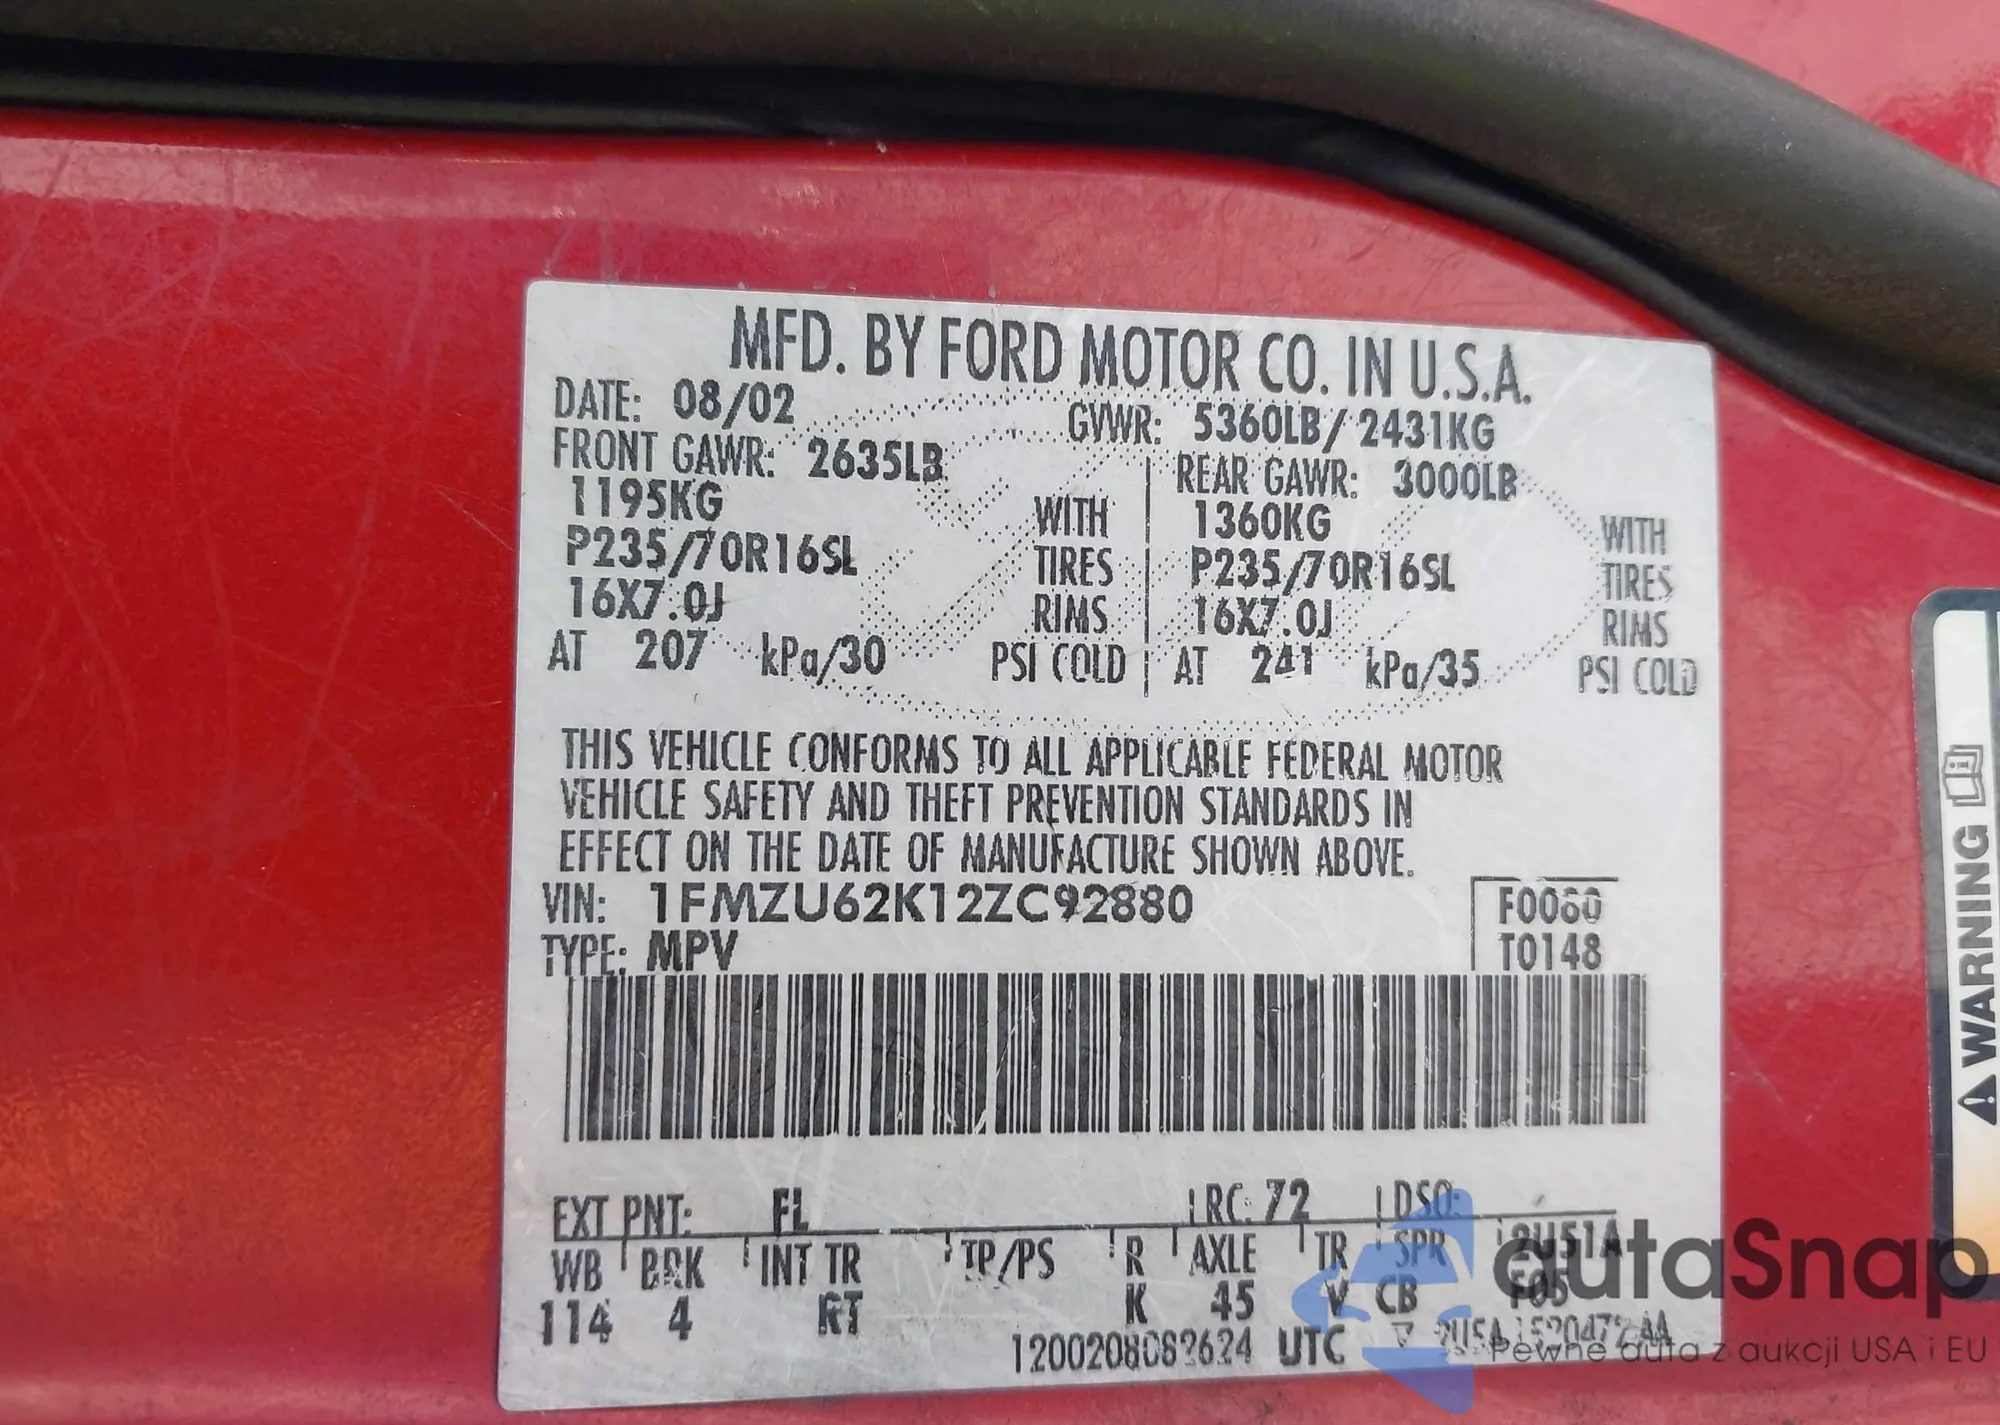 MFD. BY FORD MOTOR CO. IN U.S.A.
DATE: 08/02 GVWR: 5360LB/2431KG
FRONT GAWR: 2635LB REAR GAWR: 3000LB
1195KG WITH 1360KG WITH
P235/70R16SL TIRES P235/70R16SL TIRES
16X7.0J RIMS 16X7.0J RIMS
AT 207 kPa/30 PSI COLD AT 241 kPa/35 PSI COLD
THIS VEHICLE CONFORMS TO ALL APPLICABLE FEDERAL MOTOR
VEHICLE SAFETY AND THEFT PREVENTION STANDARDS IN
EFFECT ON THE DATE OF MANUFACTURE SHOWN ABOVE.
VIN: 1FMZU62K12ZC92880 F0060
TYPE: MPV T0148
EXT PNT: FL RC: 72 DSO:
WB BRK INT TR TP/PS R AXLE TR SPR 2U51A
114 4 RT K 45 V CB F05
UTC
WARNING
autaSnap
Pewne auta z aukcji USA i EU